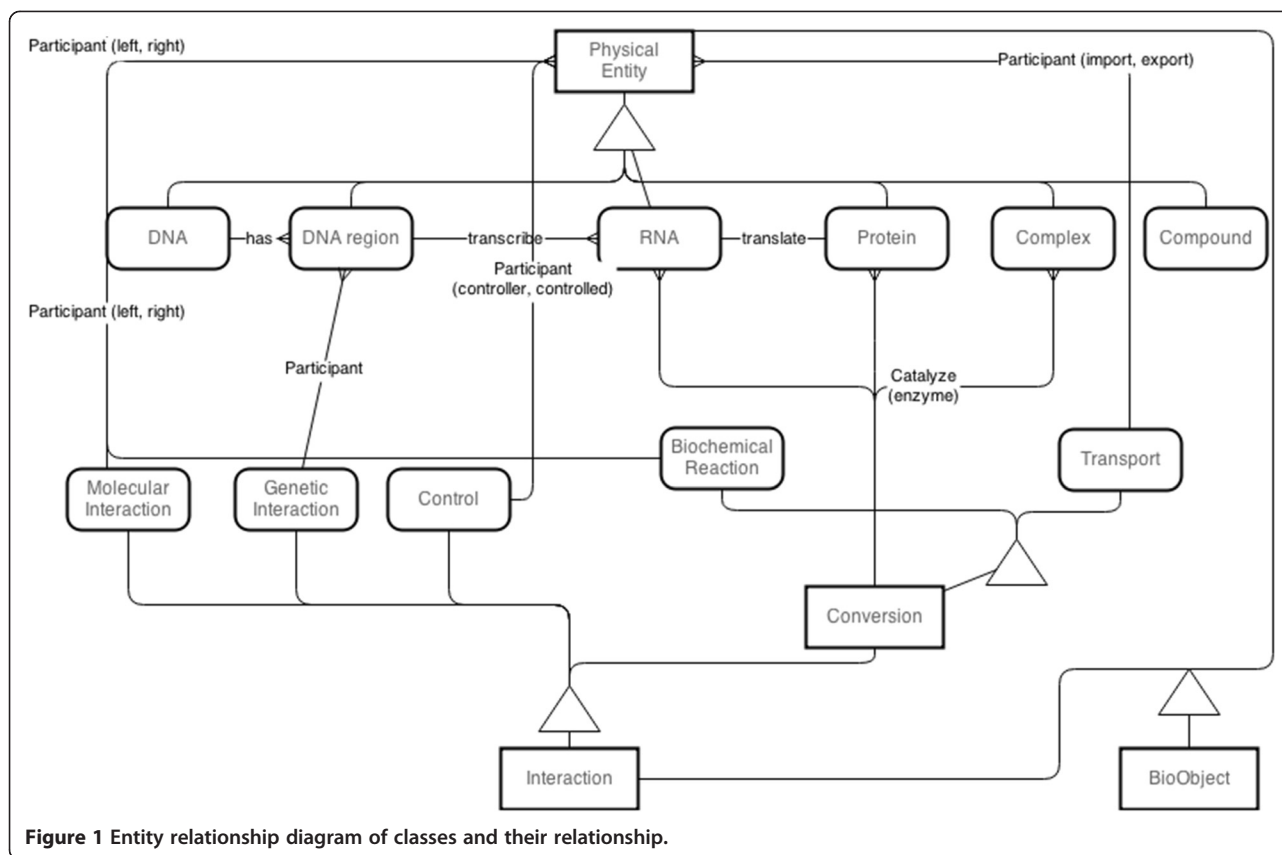 Participant (left, right)
Physical
Entity
Participant (import, export)
DNA
has
DNA region
transcribe
RNA
translate
Protein
Complex
Compound
Participant
(controller, controlled)
Participant (left, right)
Participant
Catalyze
(enzyme)
Biochemical
Reaction
Transport
Molecular
Interaction
Genetic
Interaction
Control
Conversion
Interaction
BioObject
Figure 1 Entity relationship diagram of classes and their relationship.